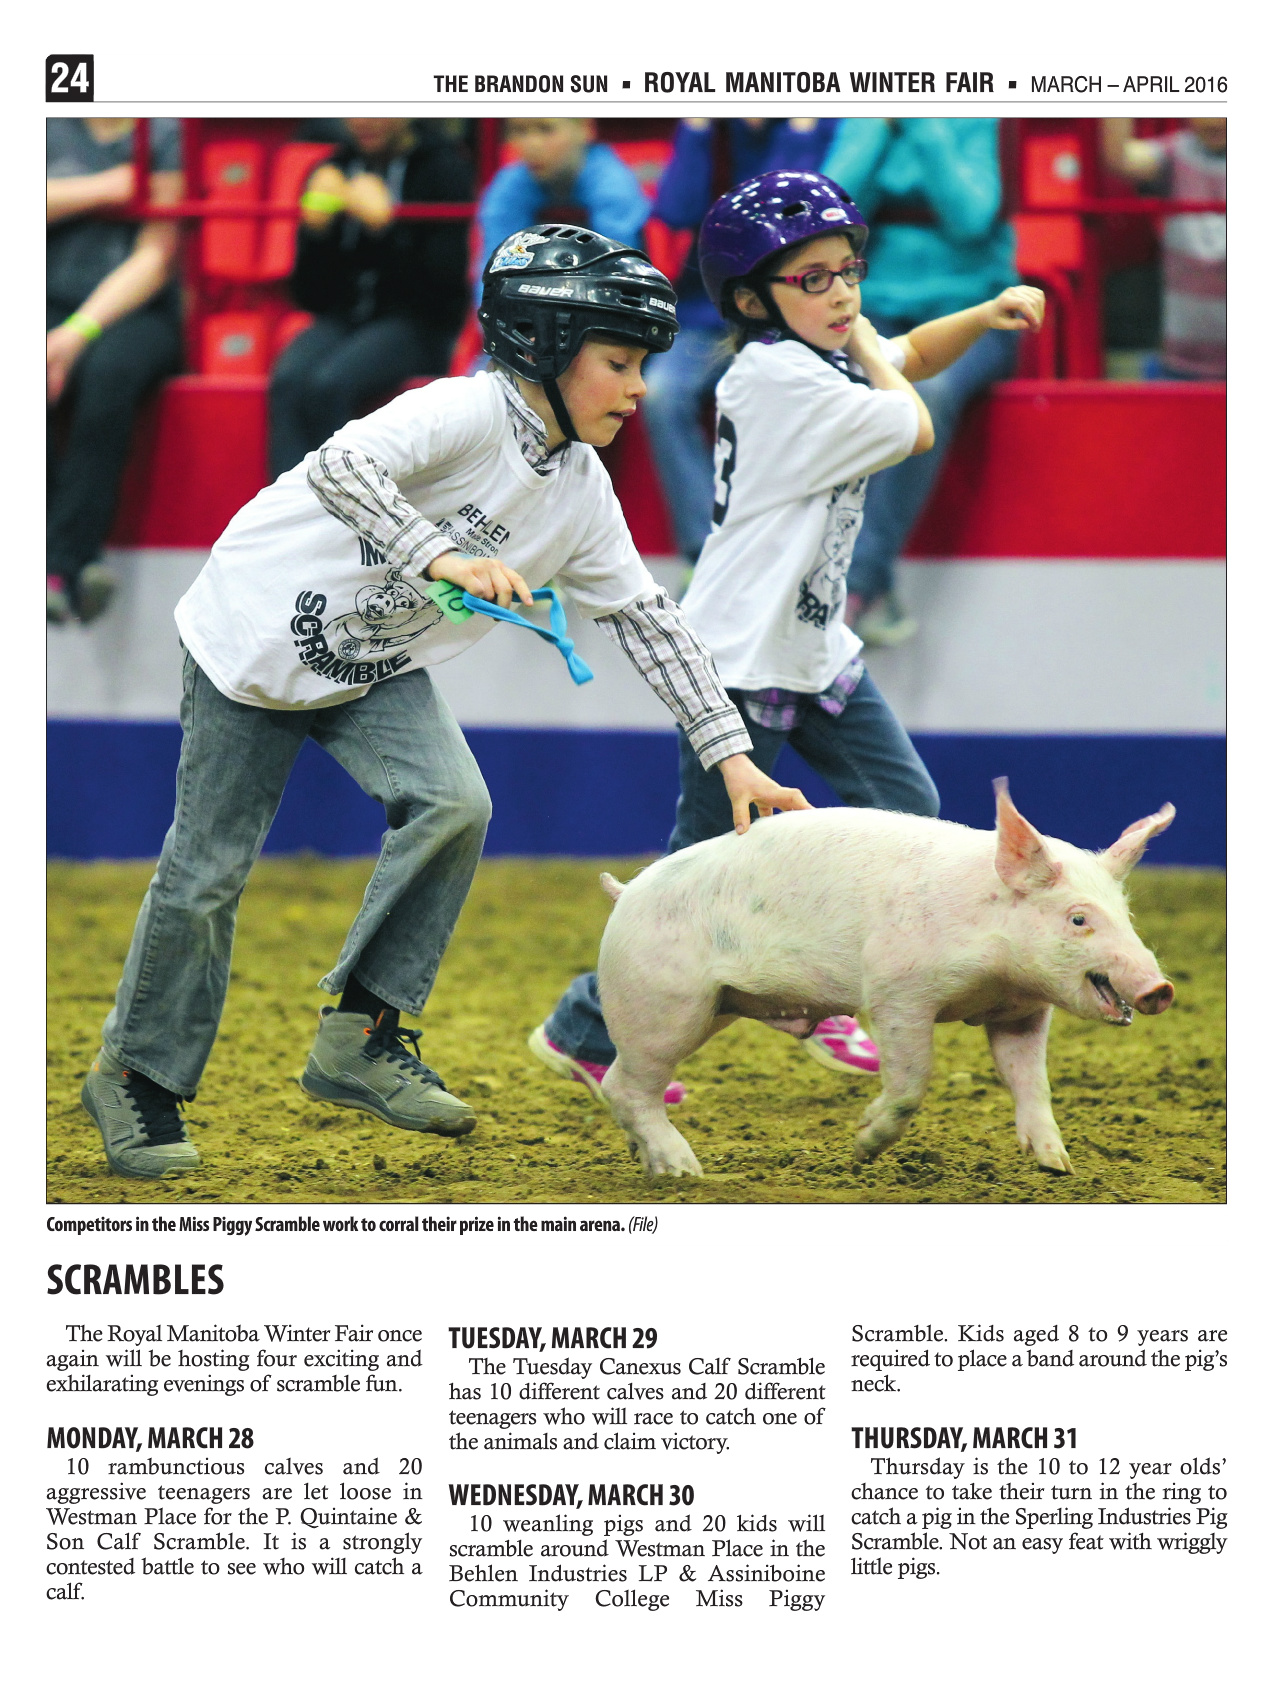 24
THE BRANDON SUN ▪ ROYAL MANITOBA WINTER FAIR ▪ MARCH – APRIL 2016
BAUER
BAUER
BELL
3
BEHLEN
SCRAMBLE
Competitors in the Miss Piggy Scramble work to corral their prize in the main arena. (File)
SCRAMBLES
The Royal Manitoba Winter Fair once
again will be hosting four exciting and
exhilarating evenings of scramble fun.
MONDAY, MARCH 28
10 rambunctious calves and 20
aggressive teenagers are let loose in
Westman Place for the P. Quintaine &
Son Calf Scramble. It is a strongly
contested battle to see who will catch a
calf.
TUESDAY, MARCH 29
The Tuesday Canexus Calf Scramble
has 10 different calves and 20 different
teenagers who will race to catch one of
the animals and claim victory.
WEDNESDAY, MARCH 30
10 weanling pigs and 20 kids will
scramble around Westman Place in the
Behlen Industries LP & Assiniboine
Community College Miss Piggy
Scramble. Kids aged 8 to 9 years are
required to place a band around the pig’s
neck.
THURSDAY, MARCH 31
Thursday is the 10 to 12 year olds’
chance to take their turn in the ring to
catch a pig in the Sperling Industries Pig
Scramble. Not an easy feat with wriggly
little pigs.